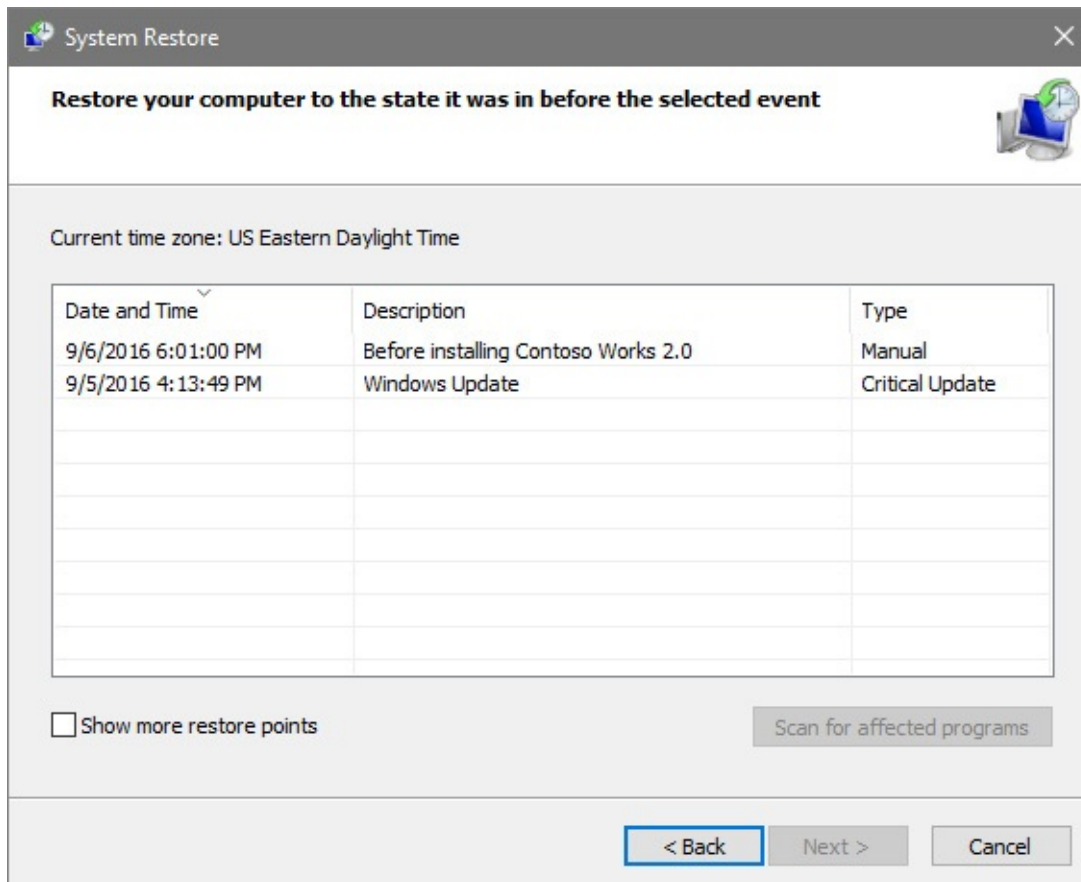 System Restore
Restore your computer to the state it was in before the selected event
Current time zone: US Eastern Daylight Time
Date and Time Description Type
9/6/2016 6:01:00 PM Before installing Contoso Works 2.0 Manual
9/5/2016 4:13:49 PM Windows Update Critical Update
Show more restore points Scan for affected programs
< Back Next > Cancel